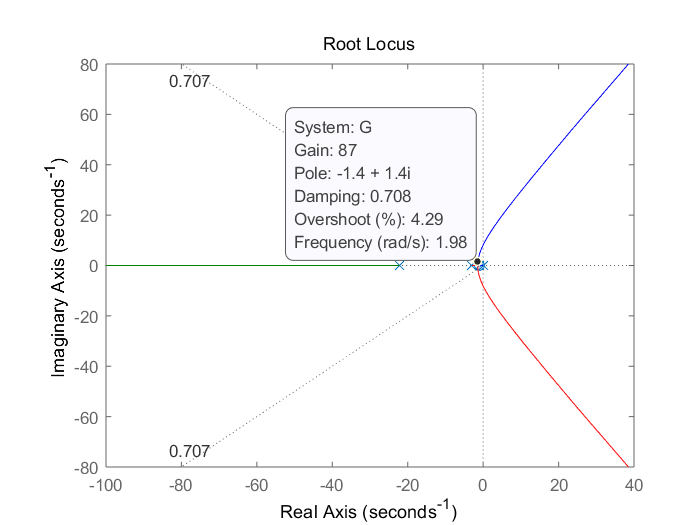 Root Locus
80
60
40
20
0
-20
-40
-60
-80
Imaginary Axis (seconds⁻¹)
0.707
System: G
Gain: 87
Pole: -1.4 + 1.4i
Damping: 0.708
Overshoot (%): 4.29
Frequency (rad/s): 1.98
0.707
-100 -80 -60 -40 -20 0 20 40
Real Axis (seconds⁻¹)